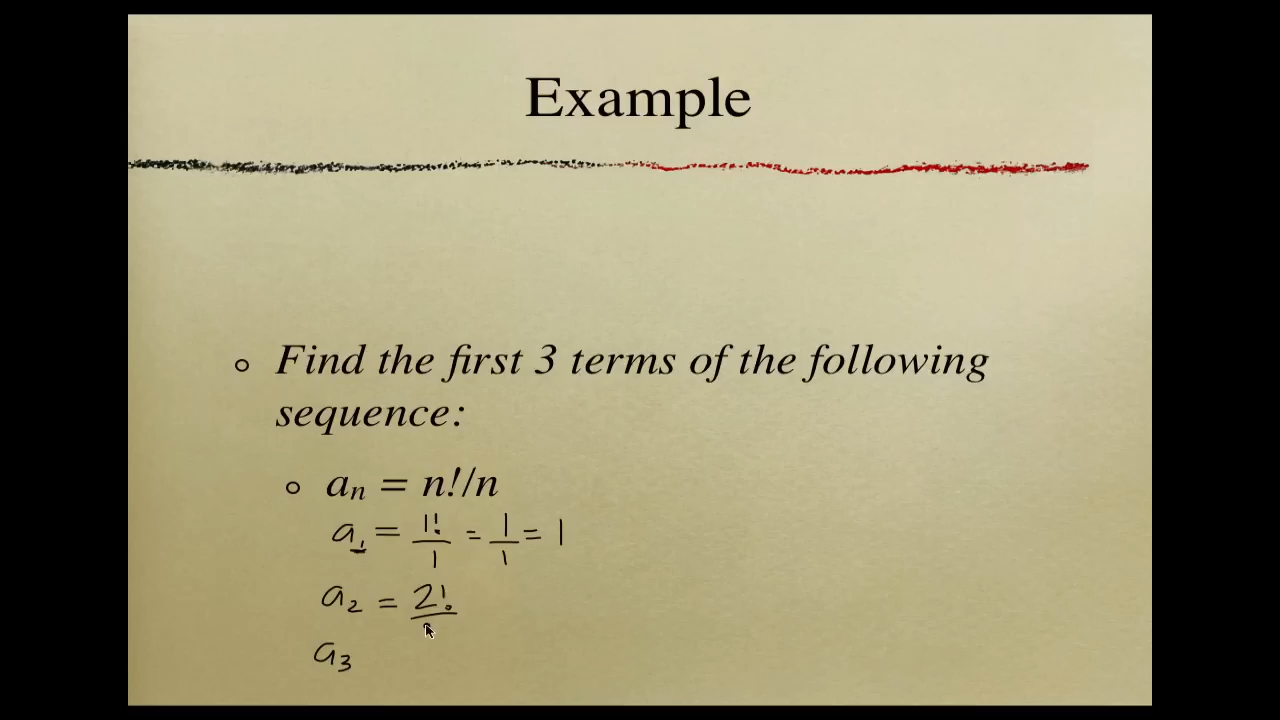 Example
Find the first 3 terms of the following
sequence:
aₙ = n!/n
a₁ = 1!/1 = 1/1 = 1
a₂ = 2!/
a₃